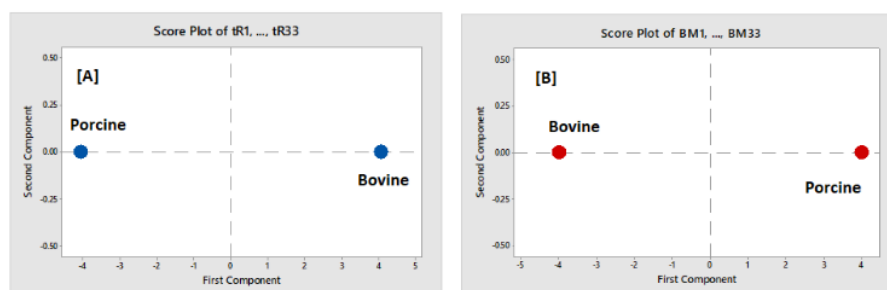 Score Plot of tR1, ..., tR33
[A]
Porcine
Bovine
Second Component
0.50
0.25
0.00
-0.25
-0.50
-4 -3 -2 -1 0 1 2 3 4 5
First Component
Score Plot of BM1, ..., BM33
[B]
Bovine
Porcine
Second Component
0.50
0.25
0.00
-0.25
-0.50
-5 -4 -3 -2 -1 0 1 2 3 4
First Component